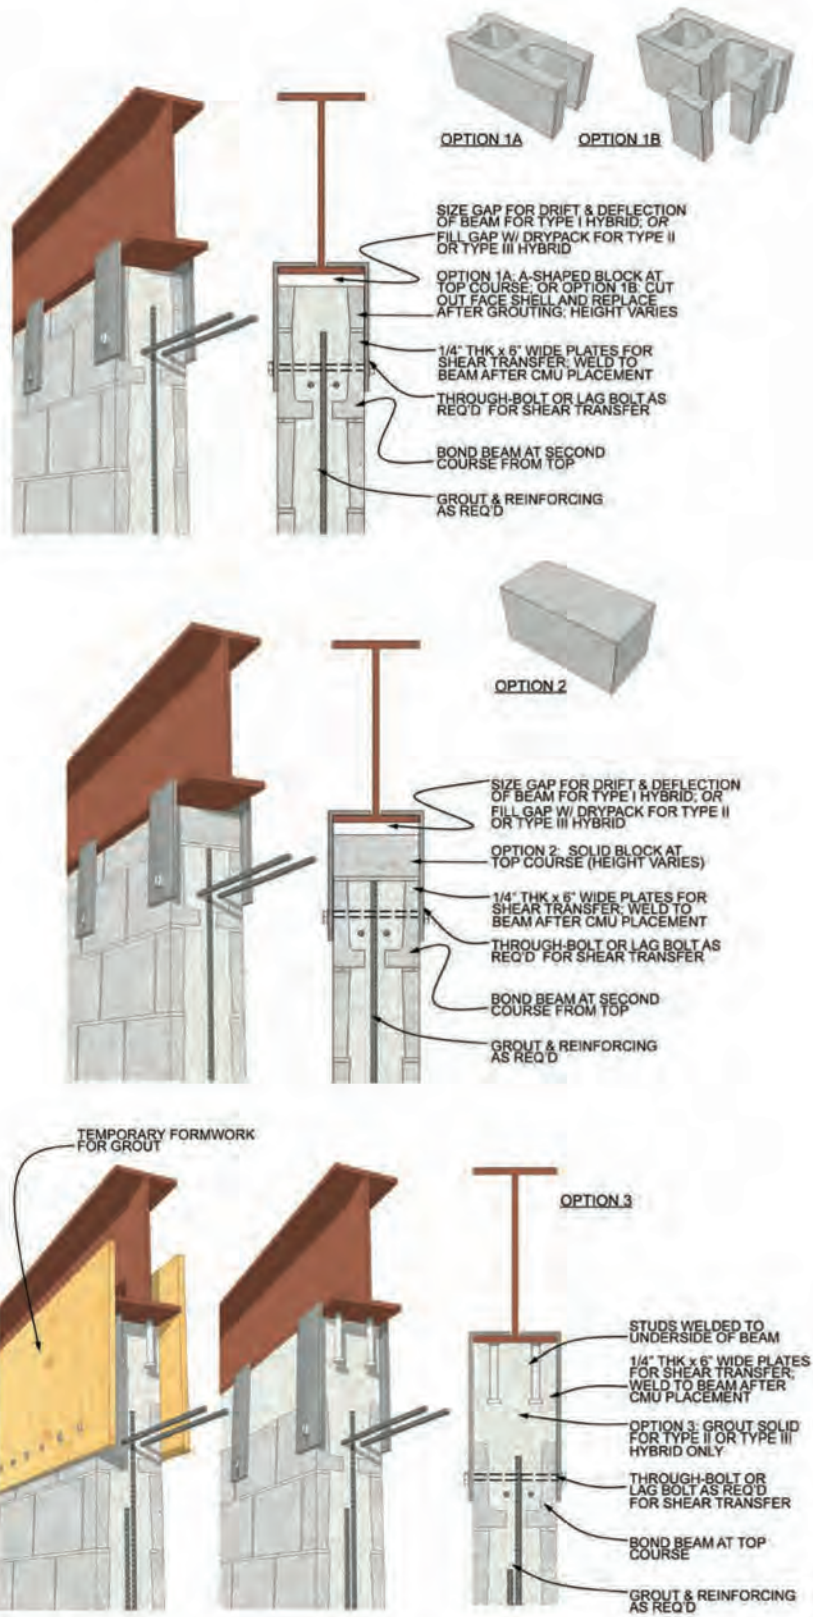 OPTION 1A
OPTION 1B
SIZE GAP FOR DRIFT & DEFLECTION
OF BEAM FOR TYPE I HYBRID; OR
FILL GAP W/ DRYPACK FOR TYPE II
OR TYPE III HYBRID
OPTION 1A: A-SHAPED BLOCK AT
TOP COURSE; OR OPTION 1B: CUT
OUT FACE SHELL AND REPLACE
AFTER GROUTING; HEIGHT VARIES
1/4" THK x 6" WIDE PLATES FOR
SHEAR TRANSFER; WELD TO
BEAM AFTER CMU PLACEMENT
THROUGH-BOLT OR LAG BOLT AS
REQ'D FOR SHEAR TRANSFER
BOND BEAM AT SECOND
COURSE FROM TOP
GROUT & REINFORCING
AS REQ'D
OPTION 2
SIZE GAP FOR DRIFT & DEFLECTION
OF BEAM FOR TYPE I HYBRID; OR
FILL GAP W/ DRYPACK FOR TYPE II
OR TYPE III HYBRID
OPTION 2: SOLID BLOCK AT
TOP COURSE (HEIGHT VARIES)
1/4" THK x 6" WIDE PLATES FOR
SHEAR TRANSFER; WELD TO
BEAM AFTER CMU PLACEMENT
THROUGH-BOLT OR LAG BOLT AS
REQ'D FOR SHEAR TRANSFER
BOND BEAM AT SECOND
COURSE FROM TOP
GROUT & REINFORCING
AS REQ'D
TEMPORARY FORMWORK
FOR GROUT
OPTION 3
STUDS WELDED TO
UNDERSIDE OF BEAM
1/4" THK x 6" WIDE PLATES
FOR SHEAR TRANSFER;
WELD TO BEAM AFTER
CMU PLACEMENT
OPTION 3: GROUT SOLID
FOR TYPE II OR TYPE III
HYBRID ONLY
THROUGH-BOLT OR
LAG BOLT AS REQ'D
FOR SHEAR TRANSFER
BOND BEAM AT TOP
COURSE
GROUT & REINFORCING
AS REQ'D